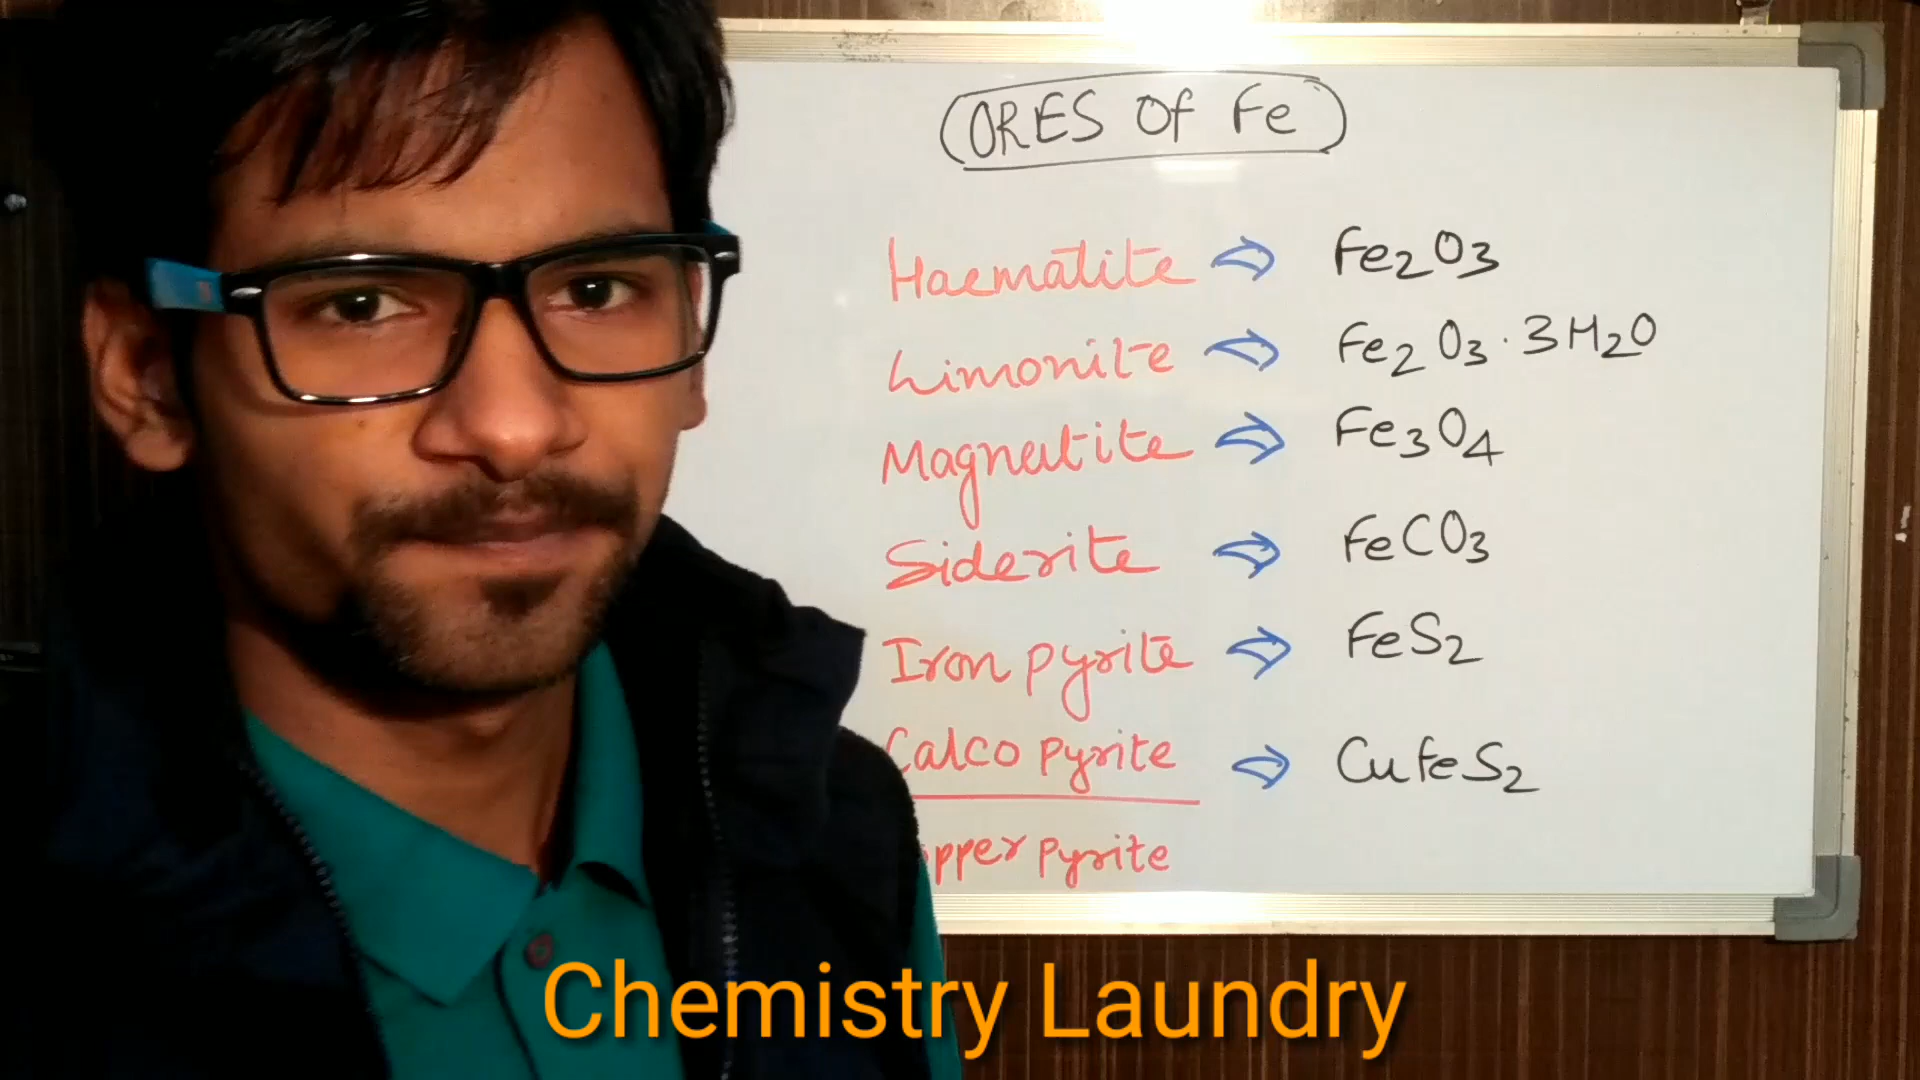 ORES Of Fe
Haematite ⇨ Fe2O3
Limonite ⇨ Fe2O3·3H2O
Magnetite ⇨ Fe3O4
Siderite ⇨ FeCO3
Iron pyrite ⇨ FeS2
Calco pyrite ⇨ CuFeS2
pper pyrite
Chemistry Laundry